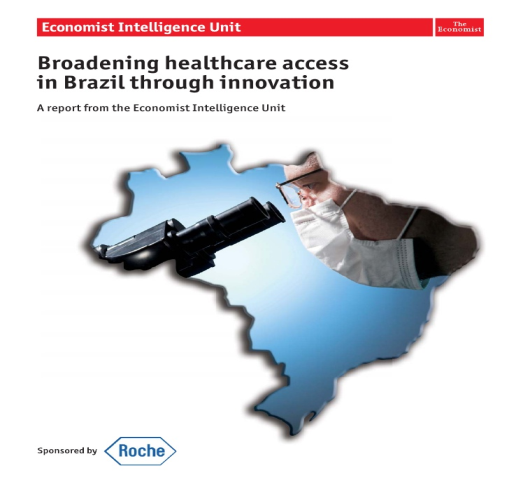 Economist Intelligence Unit
The
Economist
Broadening healthcare access
in Brazil through innovation
A report from the Economist Intelligence Unit
Sponsored by Roche